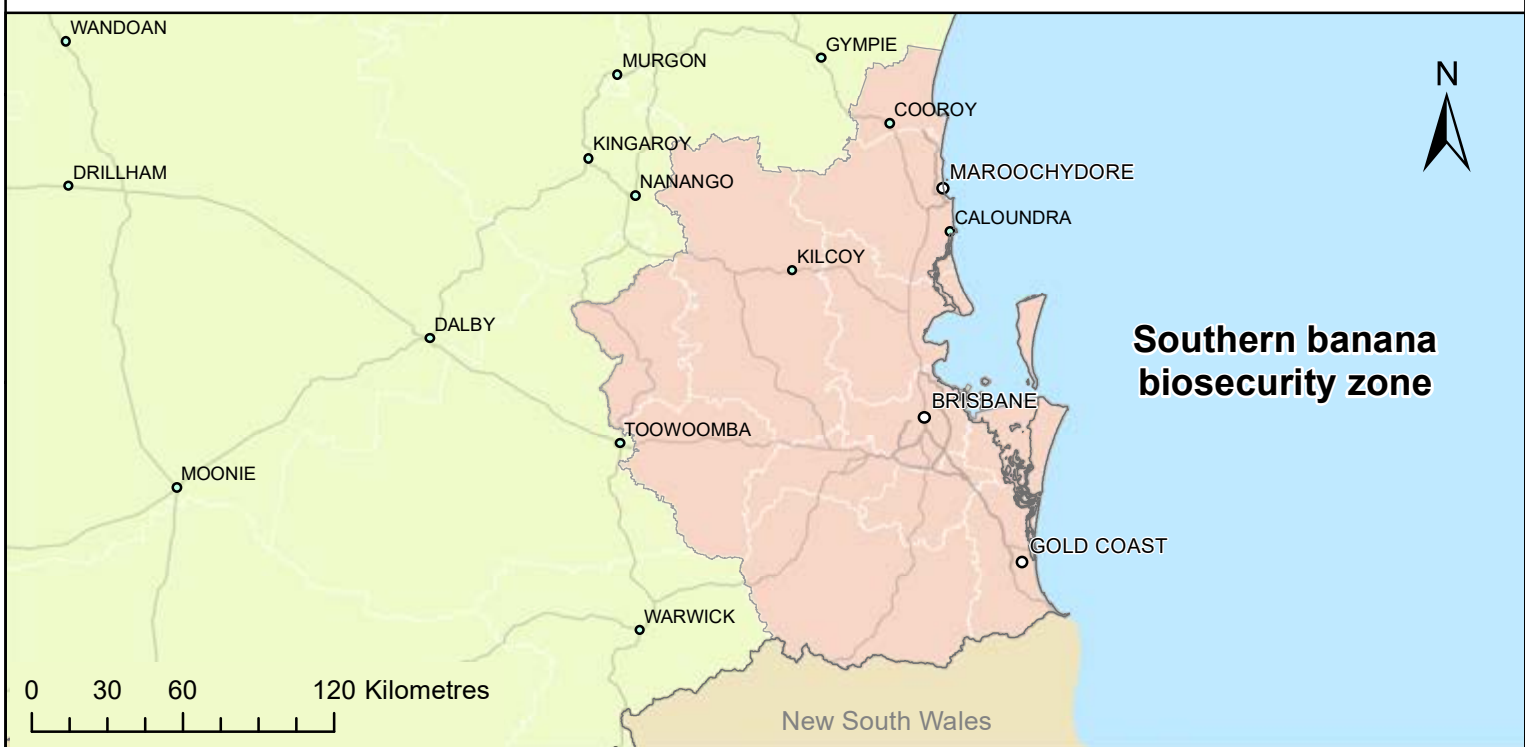 WANDOAN
GYMPIE
MURGON
N
COOROY
KINGAROY
DRILLHAM
MAROOCHYDORE
NANANGO
CALOUNDRA
KILCOY
DALBY
Southern banana
biosecurity zone
BRISBANE
TOOWOOMBA
MOONIE
GOLD COAST
WARWICK
0 30 60 120 Kilometres
New South Wales